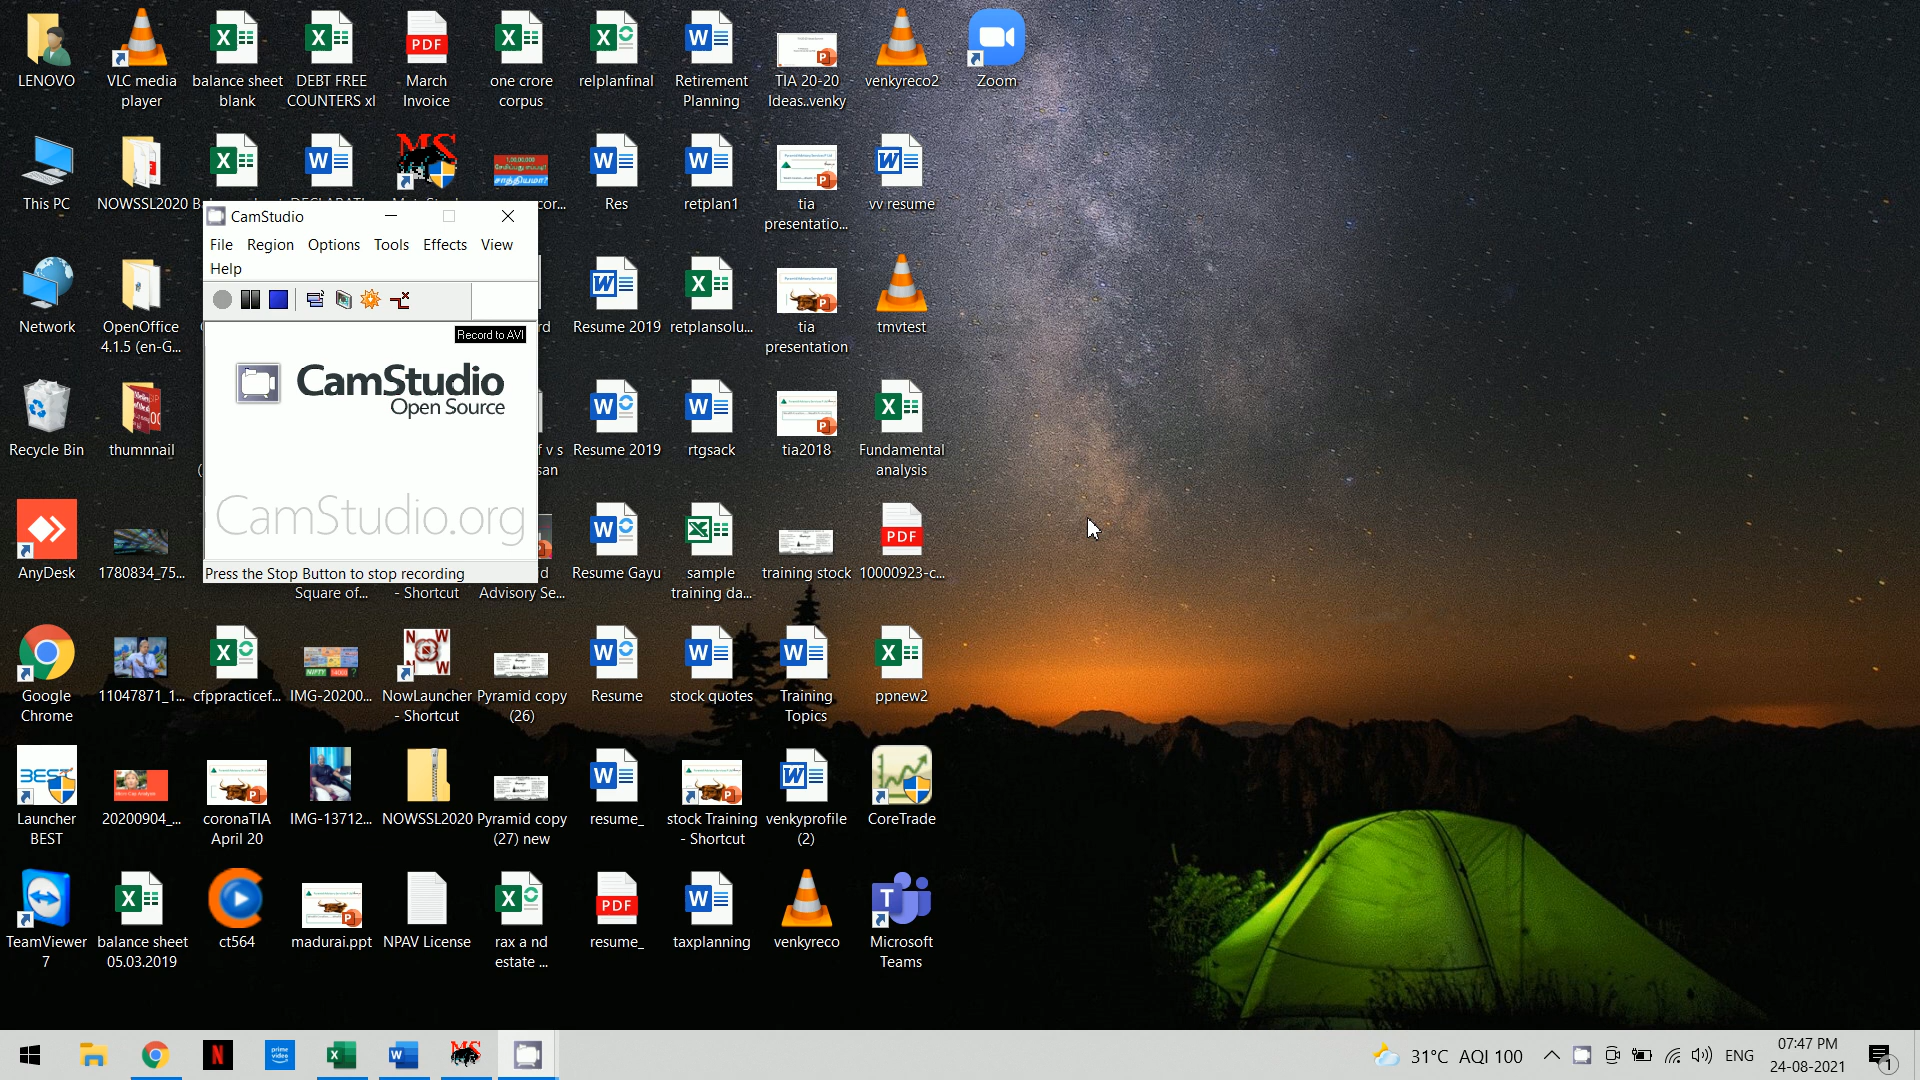 LENOVO
VLC media
player
balance sheet
blank
DEBT FREE
COUNTERS xl
March
Invoice
one crore
corpus
relplanfinal
Retirement
Planning
TIA 20-20
Ideas..venky
venkyreco2
Zoom
This PC
NOWSSL2020
Res
retplan1
tia
presentatio...
vv resume
CamStudio
File Region Options Tools Effects View
Help
Record to AVI
CamStudio
Open Source
CamStudio.org
Press the Stop Button to stop recording
Network
OpenOffice
4.1.5 (en-G...
Resume 2019
retplansolu...
tia
presentation
tmvtest
Recycle Bin
thumnnail
Resume 2019
rtgsack
tia2018
Fundamental
analysis
AnyDesk
1780834_75...
Square of...
- Shortcut
Advisory Se...
Resume Gayu
sample
training da...
training stock
10000923-c...
Google
Chrome
11047871_1...
cfppracticef...
IMG-20200...
NowLauncher
- Shortcut
Pyramid copy
(26)
Resume
stock quotes
Training
Topics
ppnew2
Launcher
BEST
20200904_...
coronaTIA
April 20
IMG-13712...
NOWSSL2020
Pyramid copy
(27) new
resume_
stock Training
- Shortcut
venkyprofile
(2)
CoreTrade
TeamViewer
7
balance sheet
05.03.2019
ct564
madurai.ppt
NPAV License
rax a nd
estate ...
resume_
taxplanning
venkyreco
Microsoft
Teams
31°C AQI 100
ENG
07:47 PM
24-08-2021
1